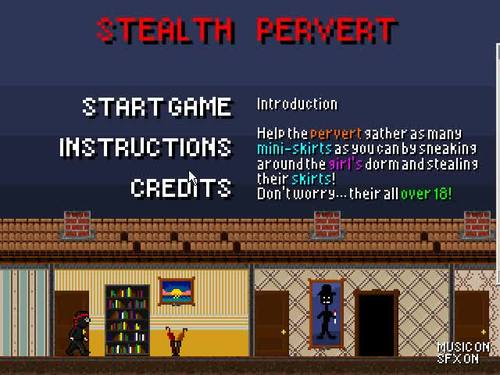 STEALTH PERVERT
START GAME
INSTRUCTIONS
CREDITS
Introduction
Help the pervert gather as many
mini-skirts as you can by sneaking
around the girl's dorm and stealing
their skirts!
Don't worry... their all over 18!
MUSIC ON
SFX ON